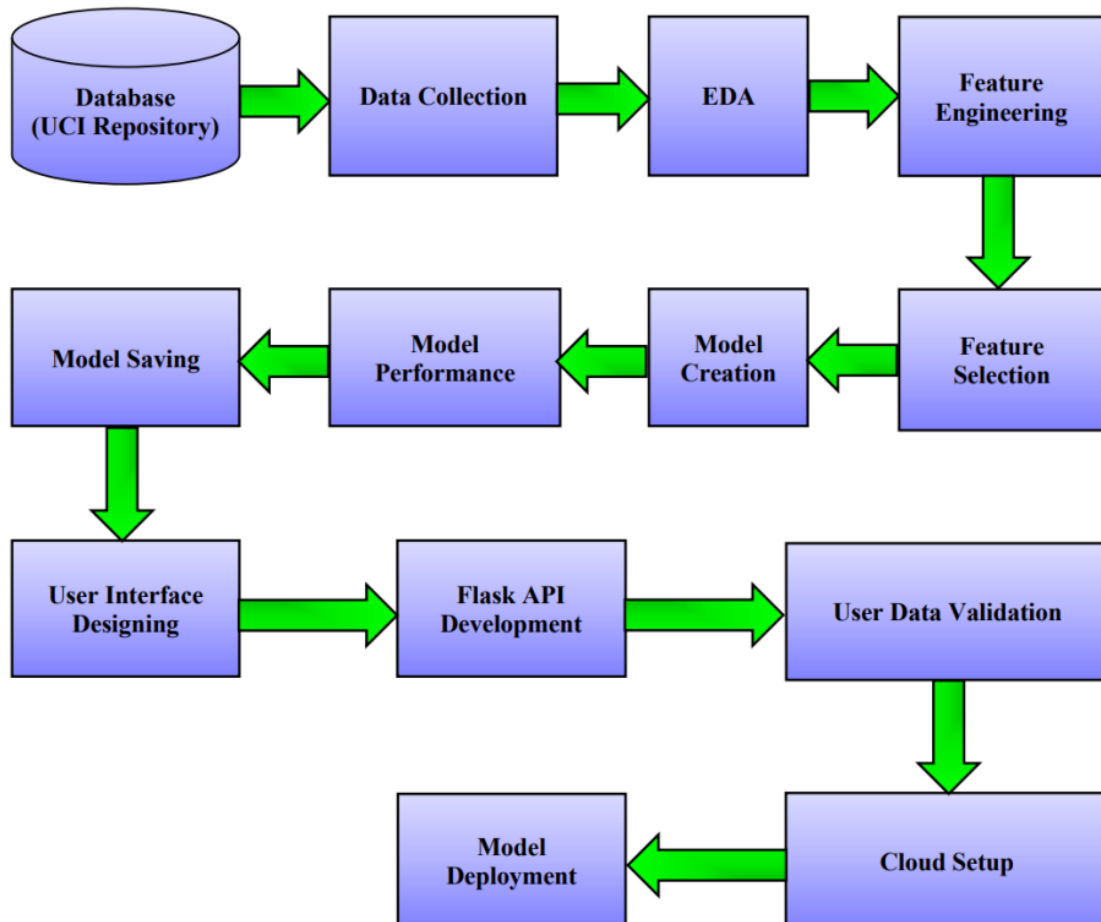 Database
(UCI Repository)
Data Collection
EDA
Feature
Engineering
Model Saving
Model
Performance
Model
Creation
Feature
Selection
User Interface
Designing
Flask API
Development
User Data Validation
Model
Deployment
Cloud Setup